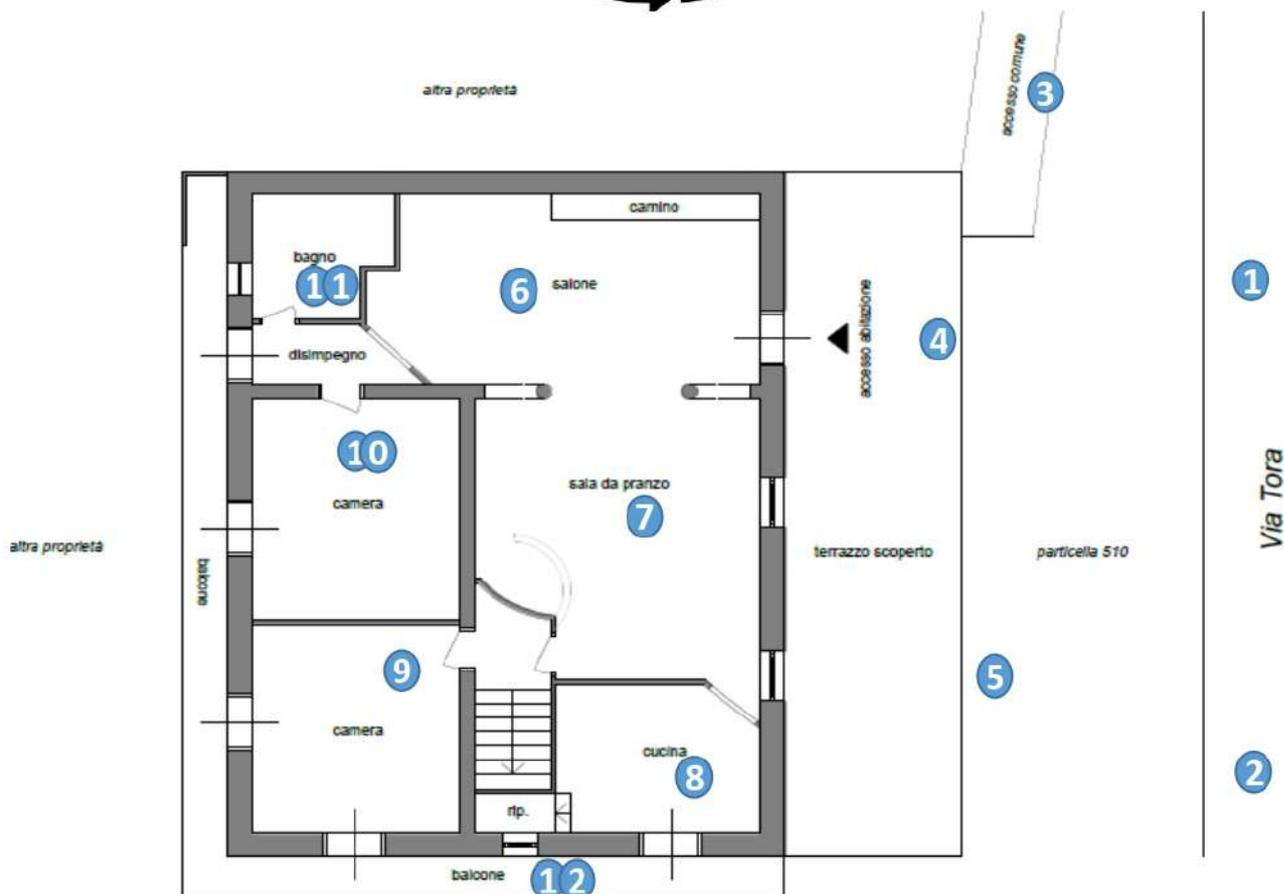 altra proprietà
accesso comune
3
camino
bagno
11
6
salone
1
accesso abitazione
4
disimpegno
10
camera
sala da pranzo
7
Via Tora
altra proprietà
balcone
terrazzo scoperto
particella 510
9
5
camera
cucina
8
2
rip.
balcone
12